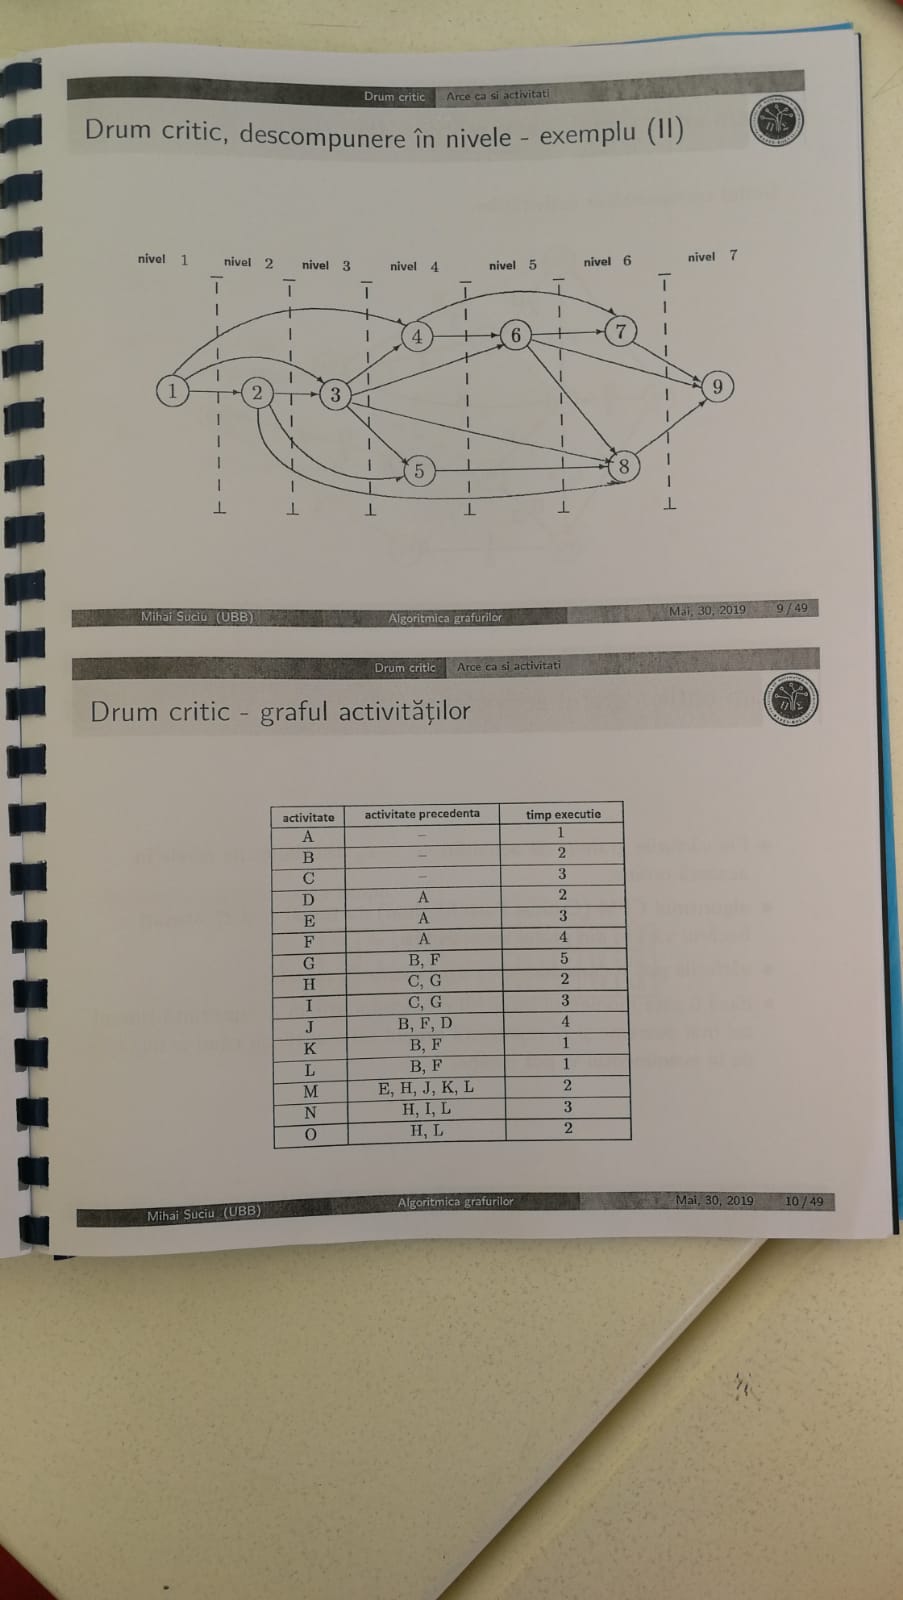 Drum critic Arce ca si activitati
Drum critic, descompunere în nivele - exemplu (II)
nivel 1 nivel 2 nivel 3 nivel 4 nivel 5 nivel 6 nivel 7
4 6 7
1 2 3 9
5 8
Mihai Suciu (UBB) Algoritmica grafurilor Mai, 30, 2019 9 / 49
Drum critic Arce ca si activitati
Drum critic - graful activităților
activitate activitate precedenta timp executie
A – 1
B – 2
C – 3
D A 2
E A 3
F A 4
G B, F 5
H C, G 2
I C, G 3
J B, F, D 4
K B, F 1
L B, F 1
M E, H, J, K, L 2
N H, I, L 3
O H, L 2
Mihai Suciu (UBB) Algoritmica grafurilor Mai, 30, 2019 10 / 49